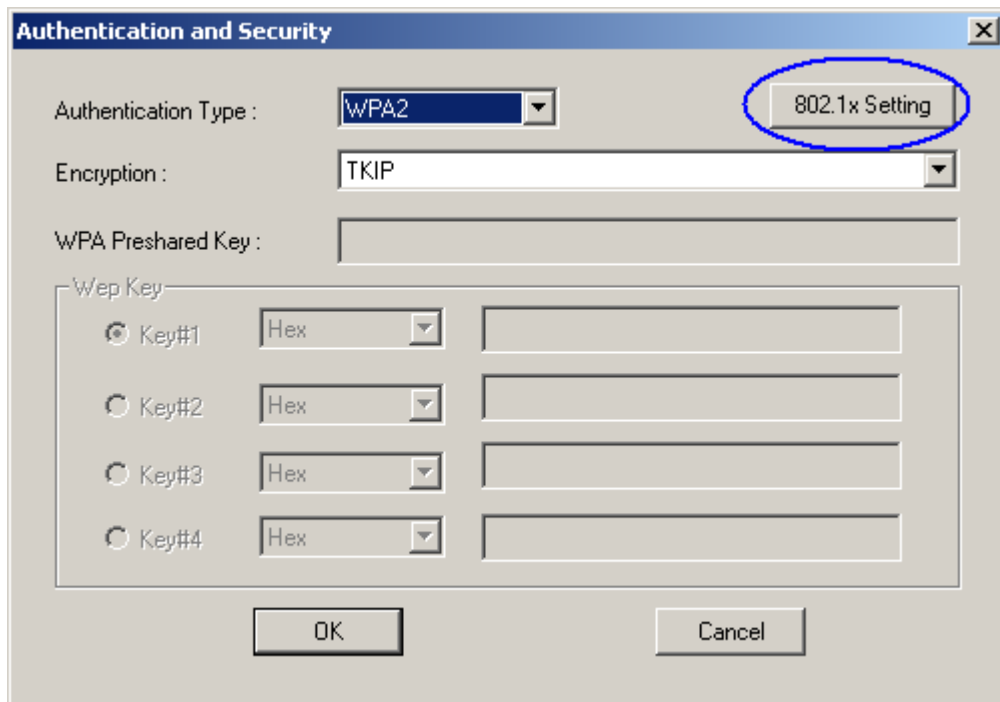 Authentication and Security
Authentication Type : WPA2 802.1x Setting
Encryption : TKIP
WPA Preshared Key :
Wep Key
Key#1 Hex
Key#2 Hex
Key#3 Hex
Key#4 Hex
OK Cancel